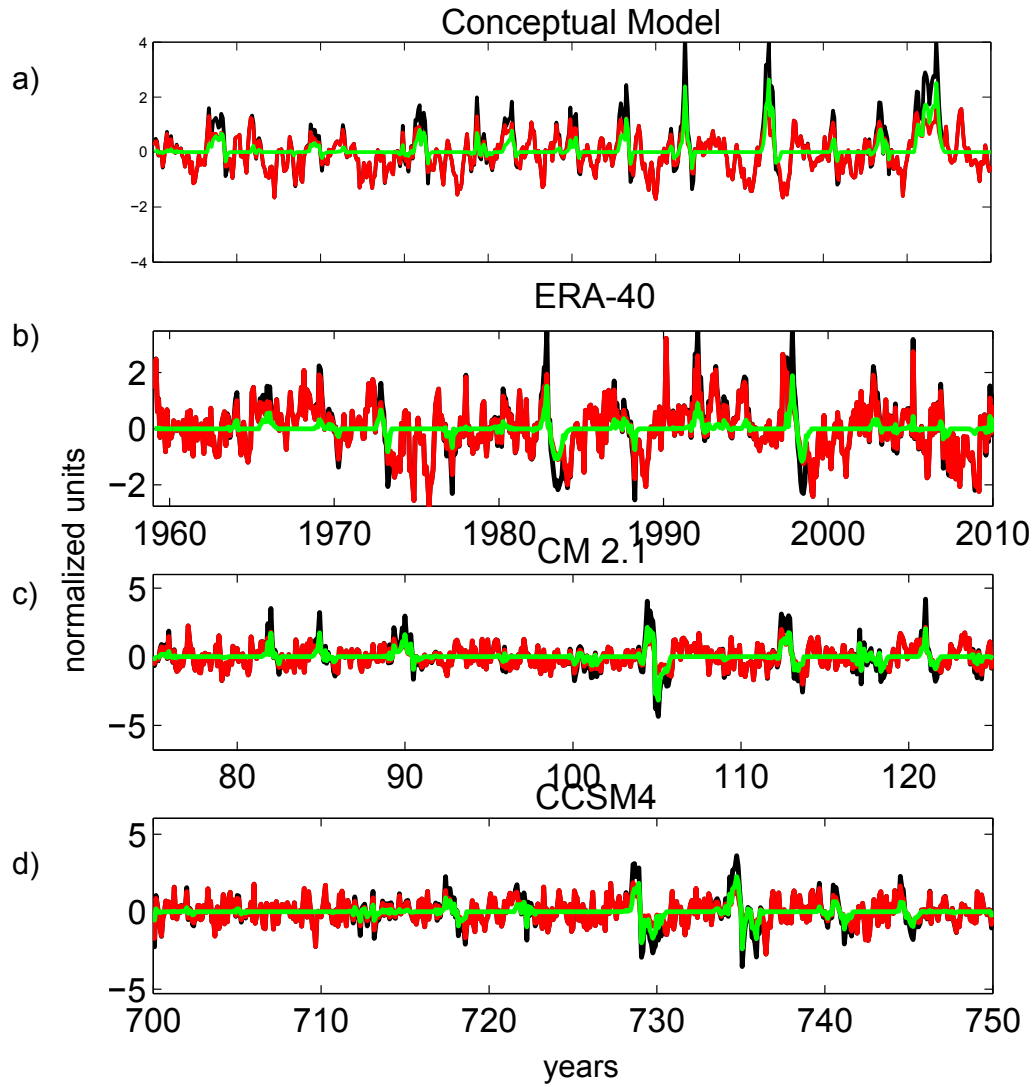 Conceptual Model
a)
4
2
0
−2
−4
ERA-40
b)
2
0
−2
1960 1970 1980 1990 2000 2010
normalized units
CM 2.1
c)
5
0
−5
80 90 100 110 120
CCSM4
d)
5
0
−5
700 710 720 730 740 750
years